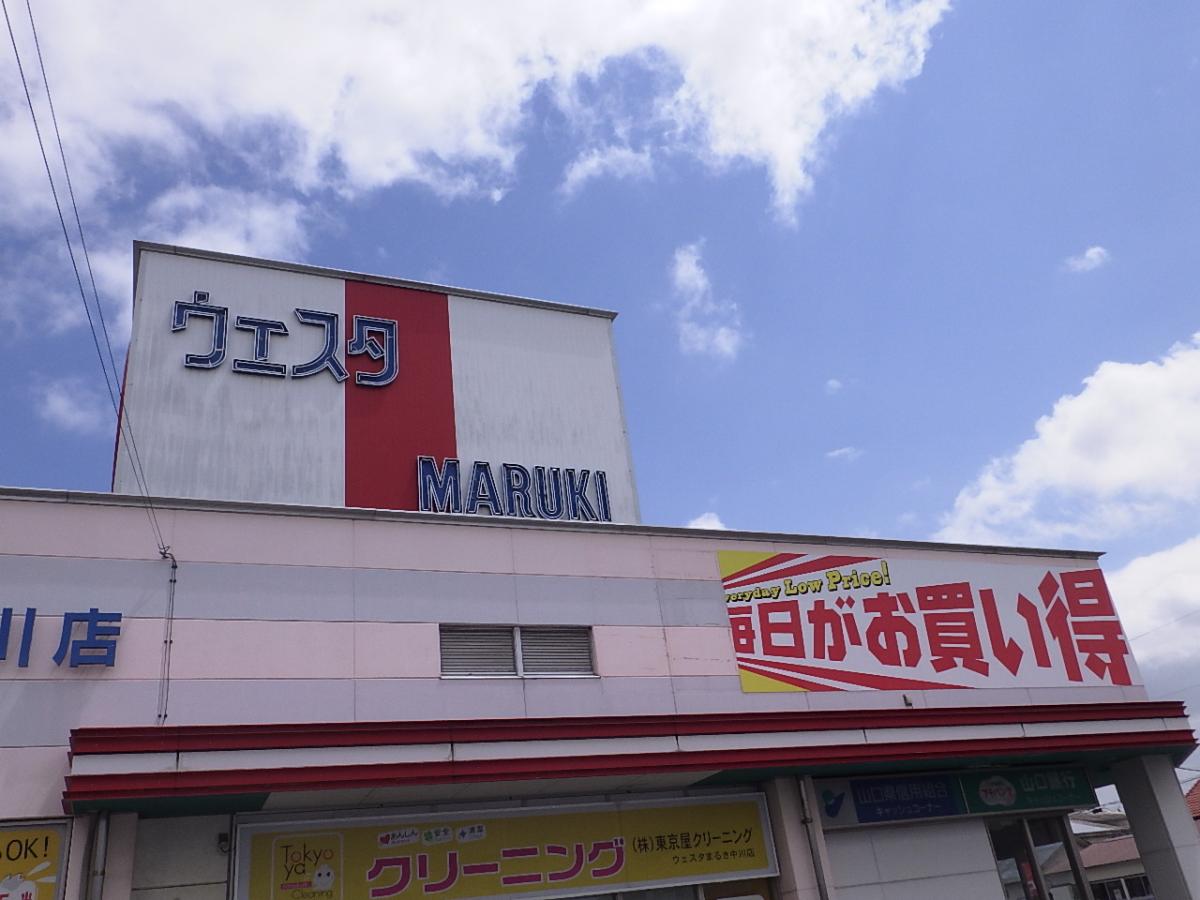 ウェスタ
MARUKI
川店
Everyday Low Price!
毎日がお買い得
OK!
Tokyo
ya
Cleaning
あんしん 安全 清潔
クリーニング
(株)東京屋クリーニング
ウェスタまるき中川店
山口県信用組合
キャッシュコーナー
山口銀行